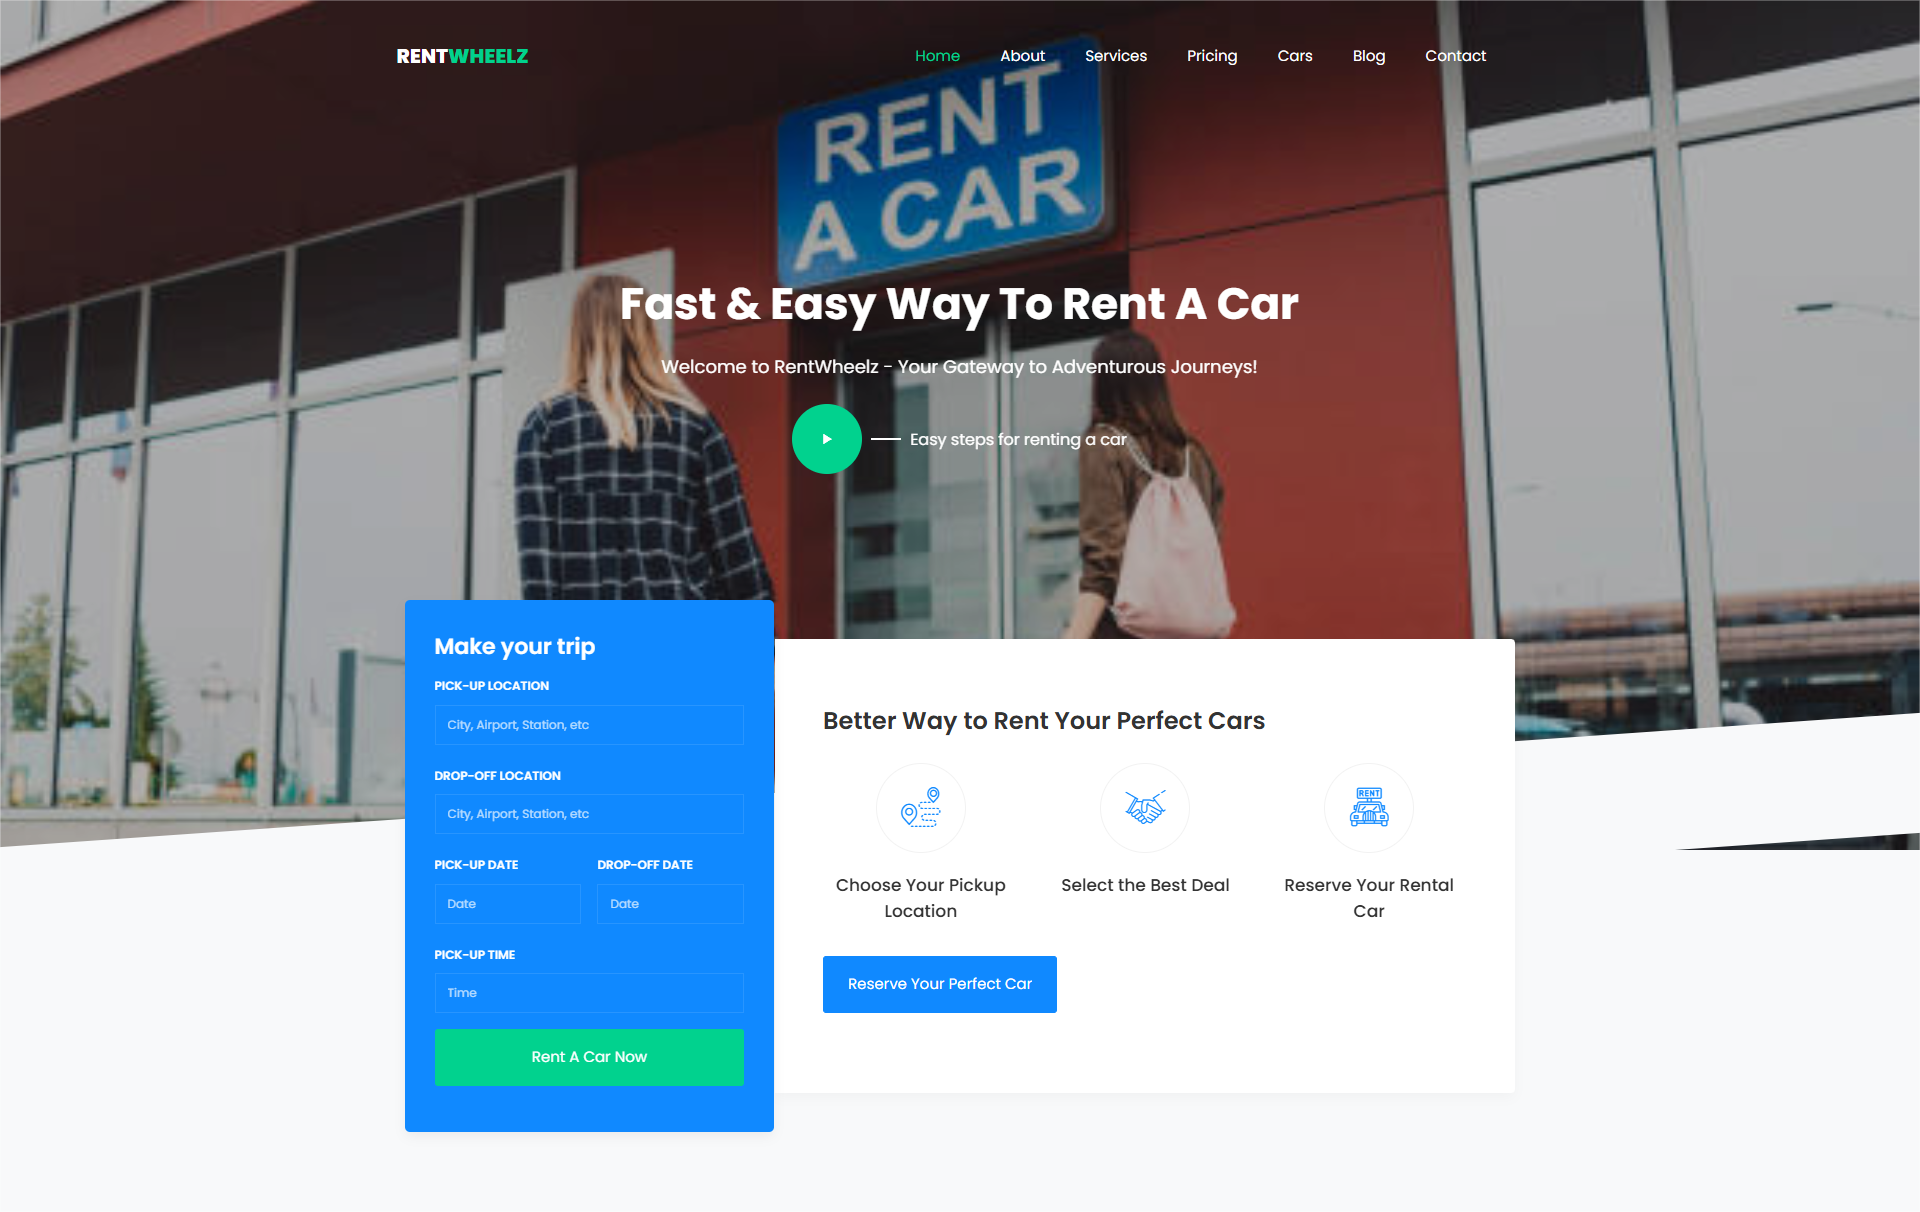 RENTWHEELZ
Home About Services Pricing Cars Blog Contact
RENT
A CAR
Fast & Easy Way To Rent A Car
Welcome to RentWheelz - Your Gateway to Adventurous Journeys!
Easy steps for renting a car
Make your trip
PICK-UP LOCATION
City, Airport, Station, etc
DROP-OFF LOCATION
City, Airport, Station, etc
PICK-UP DATE DROP-OFF DATE
Date Date
PICK-UP TIME
Time
Rent A Car Now
Better Way to Rent Your Perfect Cars
RENT
Choose Your Pickup
Location
Select the Best Deal
Reserve Your Rental
Car
Reserve Your Perfect Car